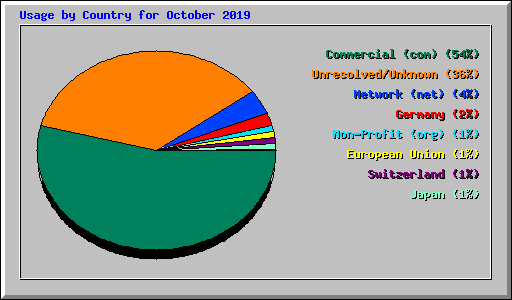 Usage by Country for October 2019
Commercial (com) (54%)
Unresolved/Unknown (36%)
Network (net) (4%)
Germany (2%)
Non-Profit (org) (1%)
European Union (1%)
Switzerland (1%)
Japan (1%)